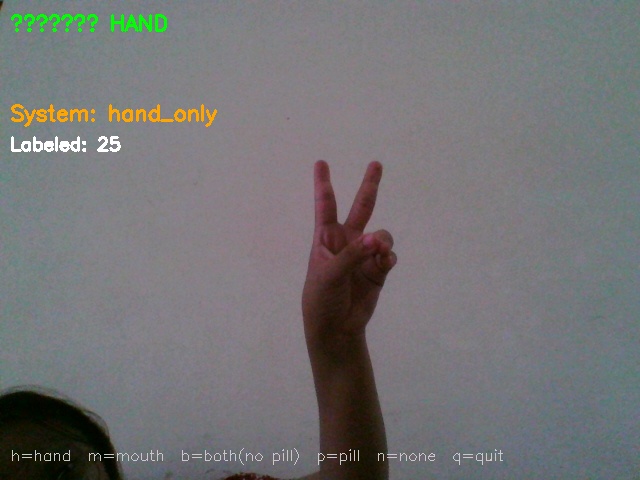 ??????? HAND
System: hand_only
Labeled: 25
h=hand m=mouth b=both(no pill) p=pill n=none q=quit